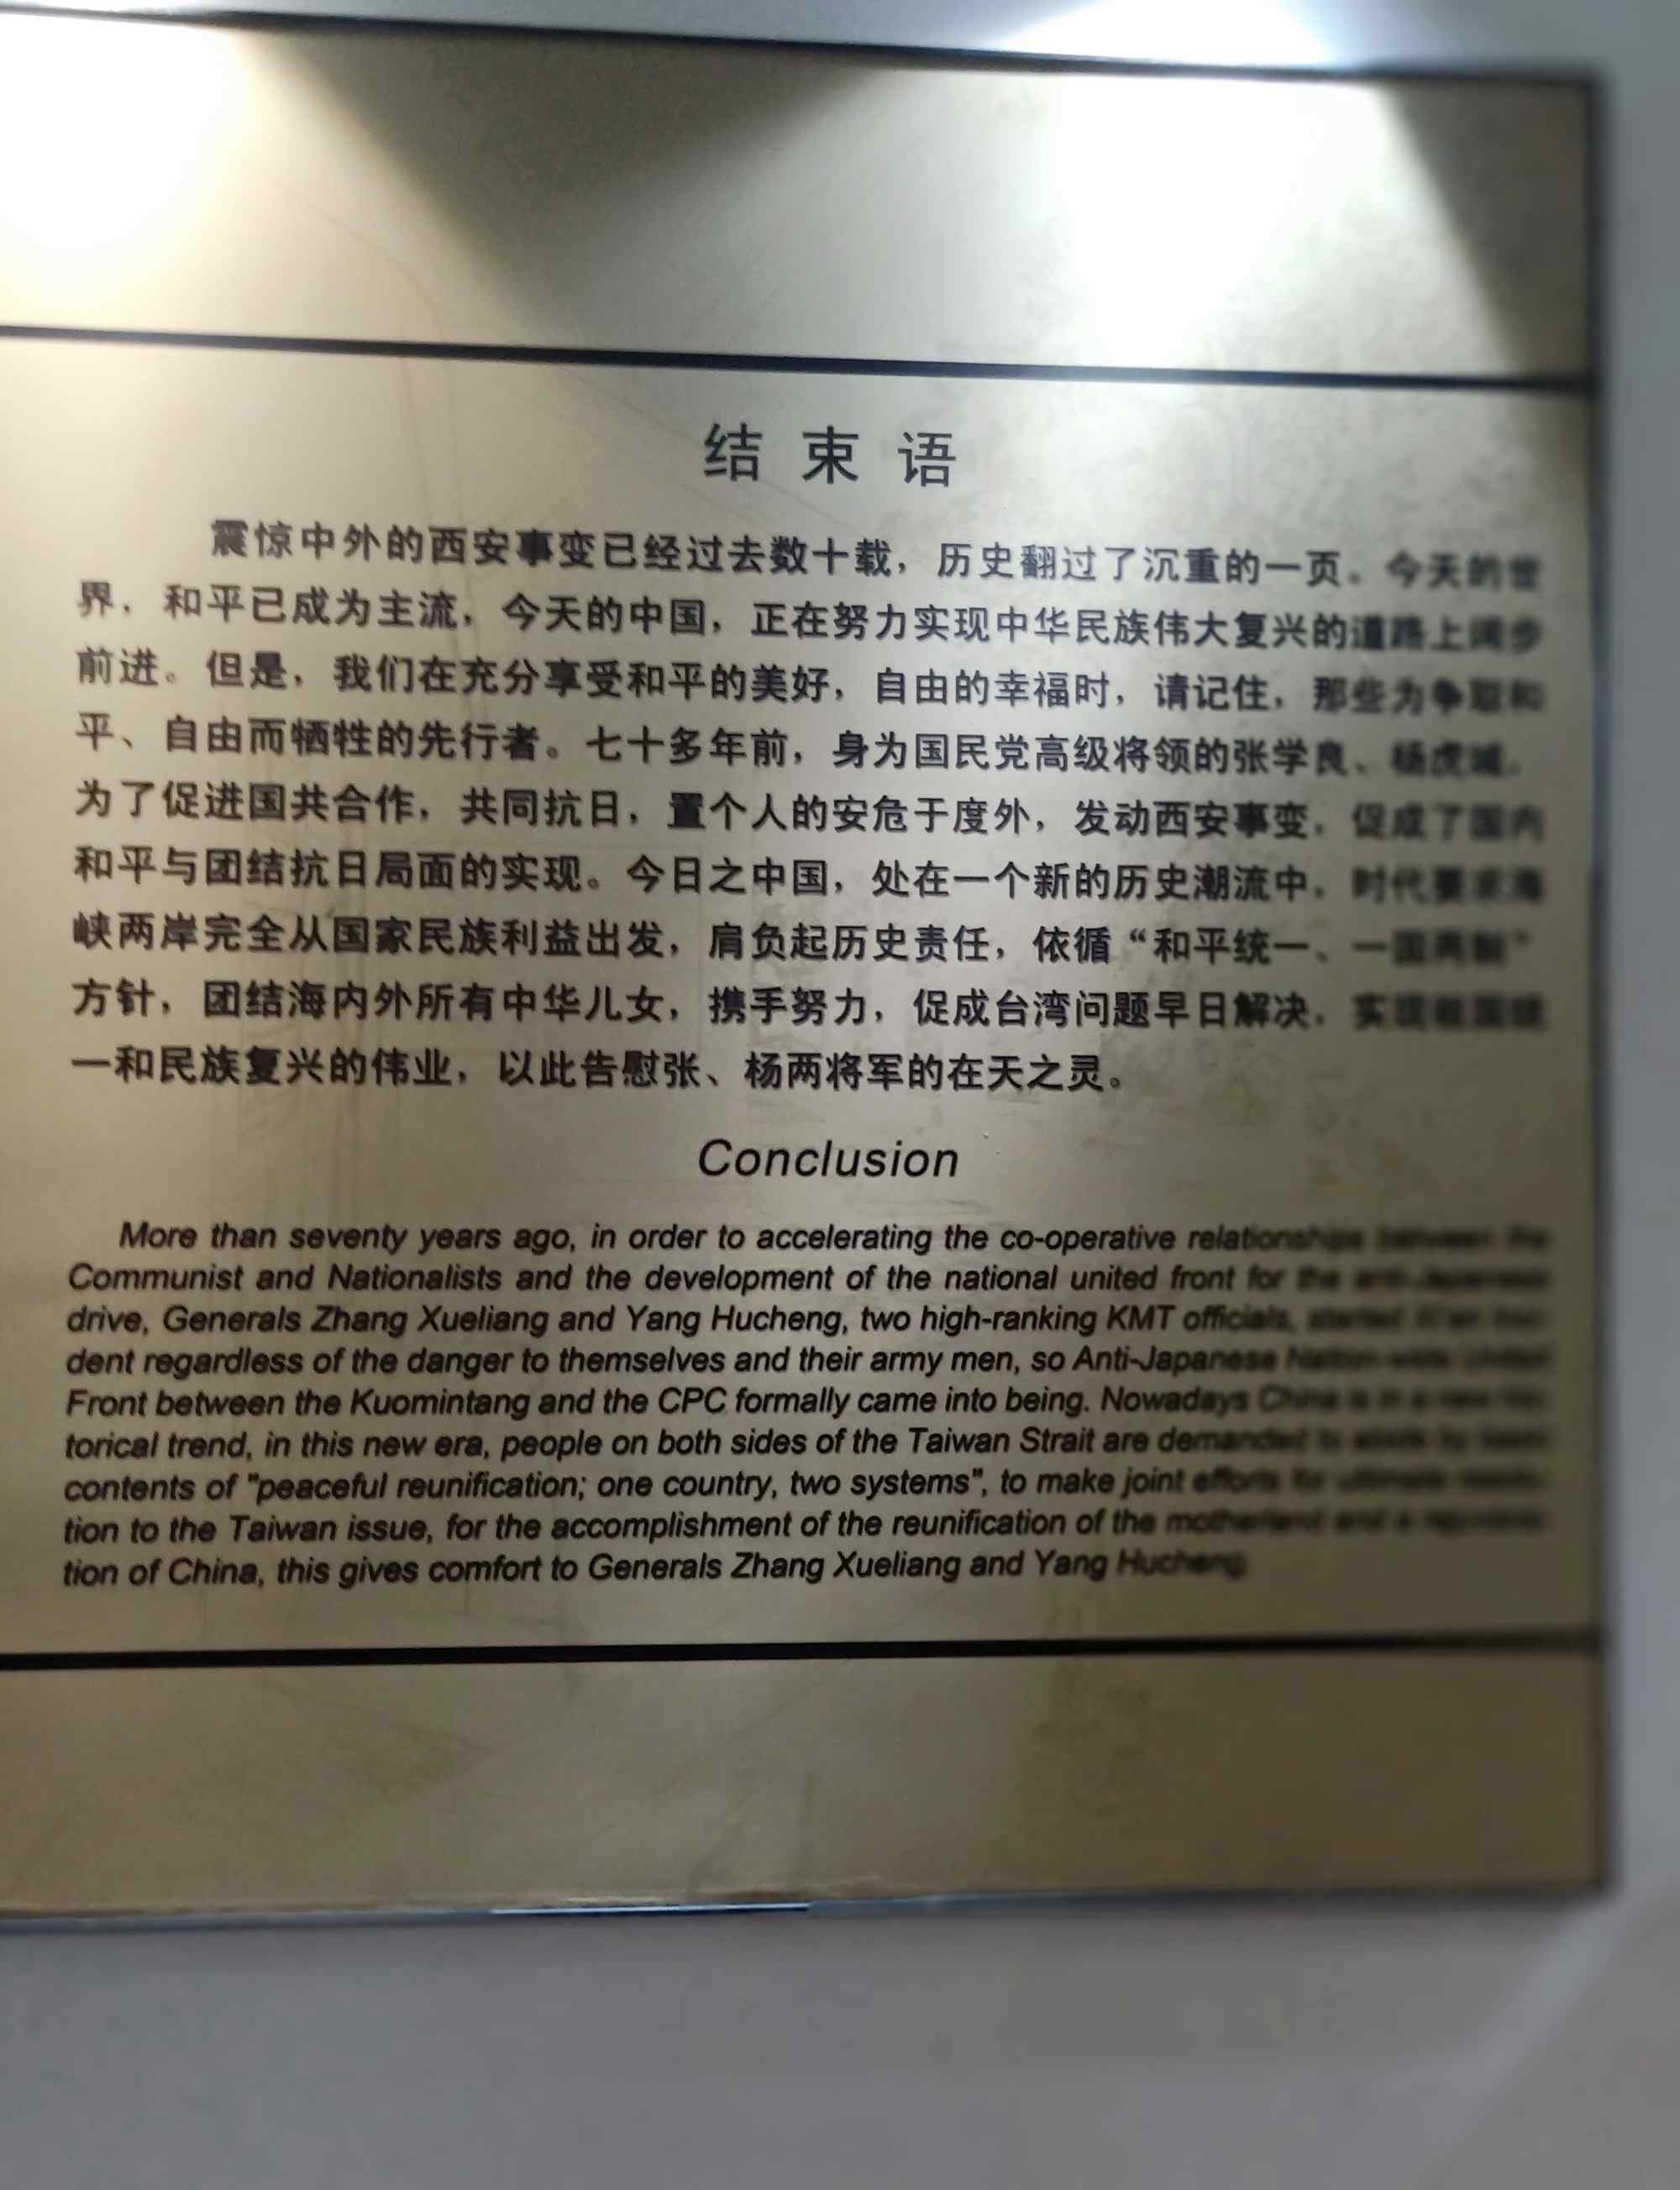 结束语
震惊中外的西安事变已经过去数十载，历史翻过了沉重的一页。今天的世
界，和平已成为主流，今天的中国，正在努力实现中华民族伟大复兴的道路上阔步
前进。但是，我们在充分享受和平的美好，自由的幸福时，请记住，那些为争取和
平、自由而牺牲的先行者。七十多年前，身为国民党高级将领的张学良、杨虎城，
为了促进国共合作，共同抗日，置个人的安危于度外，发动西安事变，促成了国内
和平与团结抗日局面的实现。今日之中国，处在一个新的历史潮流中，时代要求海
峡两岸完全从国家民族利益出发，肩负起历史责任，依循“和平统一、一国两制”
方针，团结海内外所有中华儿女，携手努力，促成台湾问题早日解决，实现祖国统
一和民族复兴的伟业，以此告慰张、杨两将军的在天之灵。
Conclusion
More than seventy years ago, in order to accelerating the co-operative relationships between the
Communist and Nationalists and the development of the national united front for the anti-Japanese
drive, Generals Zhang Xueliang and Yang Hucheng, two high-ranking KMT officials, started Xi'an Inci-
dent regardless of the danger to themselves and their army men, so Anti-Japanese Nation-wide United
Front between the Kuomintang and the CPC formally came into being. Nowadays China is in a new his-
torical trend, in this new era, people on both sides of the Taiwan Strait are demanded to
contents of "peaceful reunification; one country, two systems", to make joint efforts for ultimate
tion to the Taiwan issue, for the accomplishment of the reunification of the motherland and a
tion of China, this gives comfort to Generals Zhang Xueliang and Yang Hucheng.